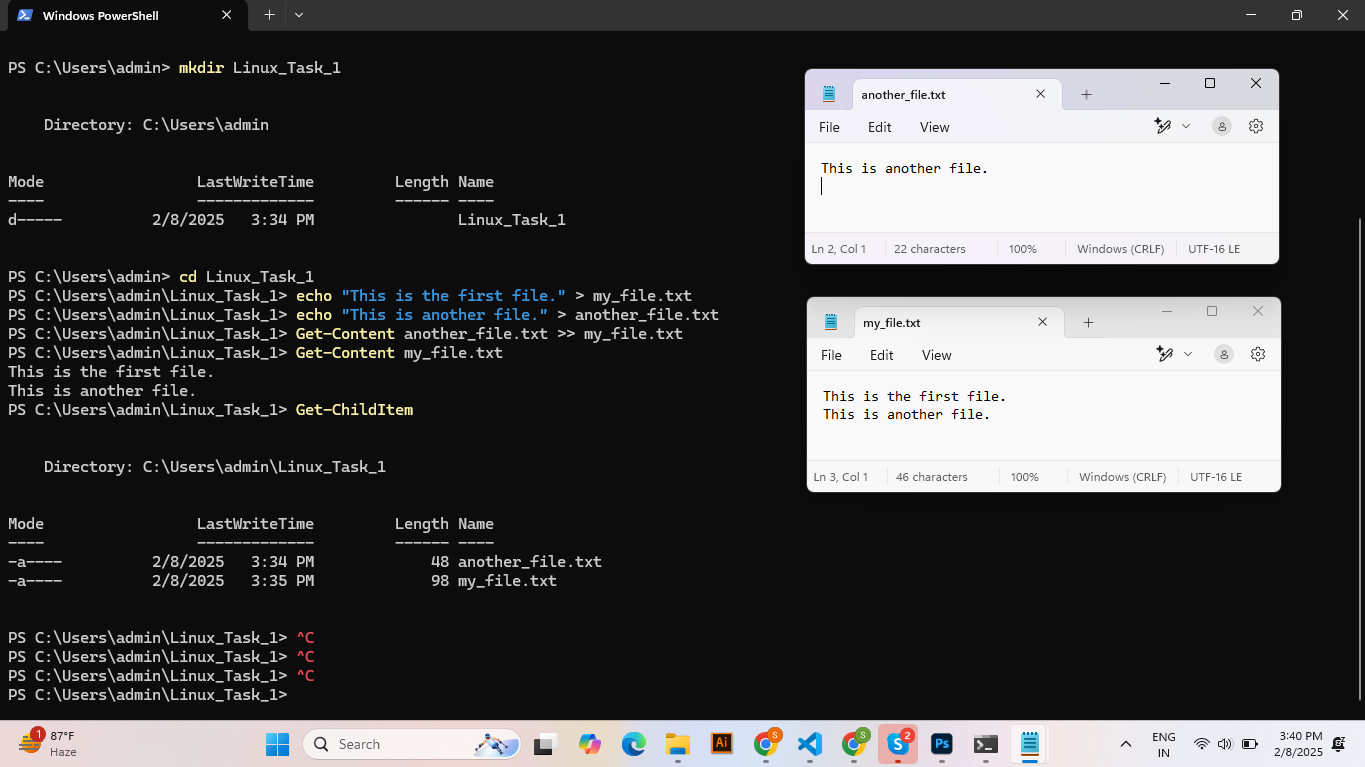 Windows PowerShell
PS C:\Users\admin> mkdir Linux_Task_1
Directory: C:\Users\admin
Mode LastWriteTime Length Name
---- ------------- ------ ----
d----- 2/8/2025 3:34 PM Linux_Task_1
PS C:\Users\admin> cd Linux_Task_1
PS C:\Users\admin\Linux_Task_1> echo "This is the first file." > my_file.txt
PS C:\Users\admin\Linux_Task_1> echo "This is another file." > another_file.txt
PS C:\Users\admin\Linux_Task_1> Get-Content another_file.txt >> my_file.txt
PS C:\Users\admin\Linux_Task_1> Get-Content my_file.txt
This is the first file.
This is another file.
PS C:\Users\admin\Linux_Task_1> Get-ChildItem
Directory: C:\Users\admin\Linux_Task_1
Mode LastWriteTime Length Name
---- ------------- ------ ----
-a---- 2/8/2025 3:34 PM 48 another_file.txt
-a---- 2/8/2025 3:35 PM 98 my_file.txt
PS C:\Users\admin\Linux_Task_1> ^C
PS C:\Users\admin\Linux_Task_1> ^C
PS C:\Users\admin\Linux_Task_1> ^C
PS C:\Users\admin\Linux_Task_1>
another_file.txt
File Edit View
This is another file.
Ln 2, Col 1 22 characters 100% Windows (CRLF) UTF-16 LE
my_file.txt
File Edit View
This is the first file.
This is another file.
Ln 3, Col 1 46 characters 100% Windows (CRLF) UTF-16 LE
1
87°F
Haze
Search
Ai
S
S
S
2
Ps
ENG
IN
3:40 PM
2/8/2025